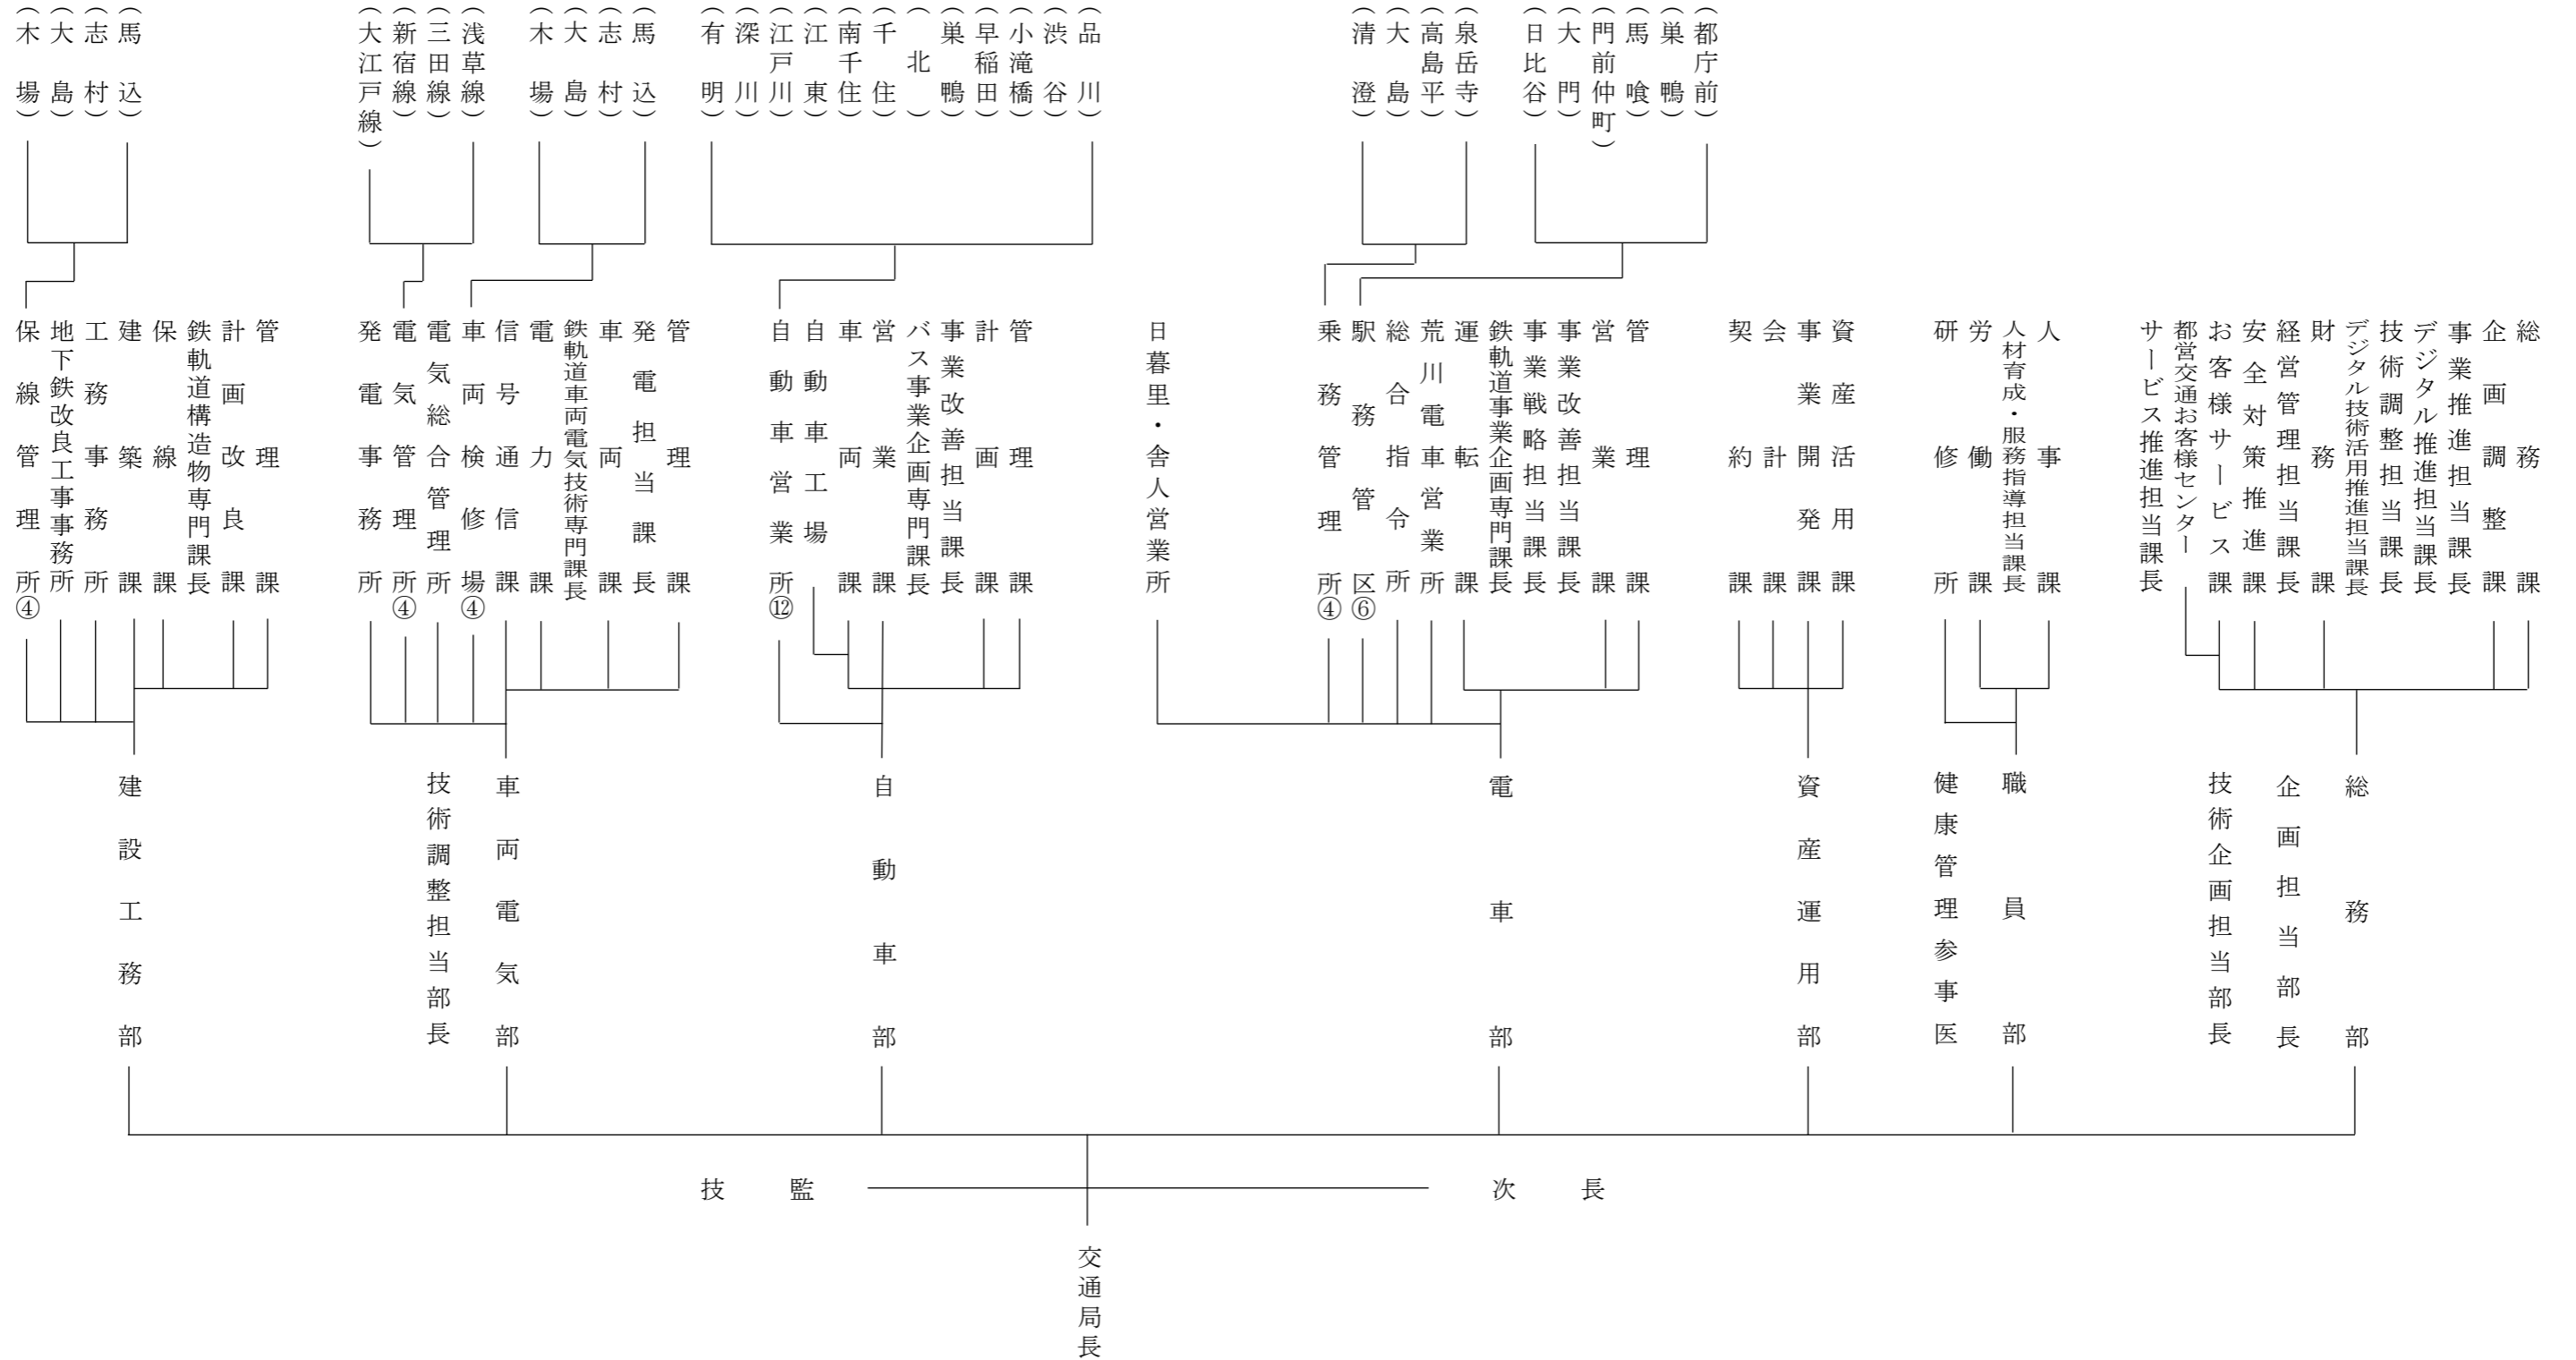 （都庁前）
（巣鴨）
（馬喰）
（門前仲町）
（大門）
（日比谷）
（泉岳寺）
（高島平）
（大島）
（清澄）
（品川）
（渋谷）
（小滝橋）
（早稲田）
（巣鴨）
（北）
（千住）
（南千住）
（江東）
（江戸川）
（深川）
（有明）
（馬込）
（志村）
（大島）
（木場）
（浅草線）
（三田線）
（新宿線）
（大江戸線）
（馬込）
（志村）
（大島）
（木場）
総務課
企画調整課
事業推進担当課長
デジタル推進担当課長
技術調整担当課長
デジタル技術活用推進担当課長
財務課
経営管理担当課長
安全対策推進課
お客様サービス課
都営交通お客様センター
サービス推進担当課長
人事課
人材育成・服務指導担当課長
労働課
研修所
資産活用課
事業開発課
会計課
契約課
管理課
営業課
事業改善担当課長
事業戦略担当課長
鉄軌道事業企画専門課長
運転課
荒川電車営業所
総合指令所
駅務管区⑥
乗務管理所④
日暮里・舎人営業所
管理課
計画課
事業改善担当課長
バス事業企画専門課長
営業課
車両課
自動車工場
自動車営業所⑫
管理課
発電担当課長
車両課
鉄軌道車両電気技術専門課長
電力課
信号通信課
車両検修場④
電気総合管理所
電気管理所④
発電事務所
管理課
計画改良課
鉄軌道構造物専門課長
保線課
建築課
工務事務所
地下鉄改良工事事務所
保線管理所④
総務部
企画担当部長
技術企画担当部長
職員部
健康管理参事医
資産運用部
電車部
自動車部
車両電気部
技術調整担当部長
建設工務部
次長
技監
交通局長